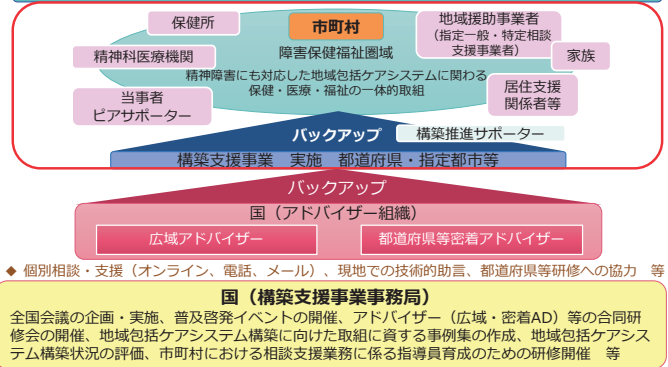 保健所
市町村
地域援助事業者
（指定一般・特定相談
支援事業者）
精神科医療機関
障害保健福祉圏域
家族
精神障害にも対応した地域包括ケアシステムに関わる
保健・医療・福祉の一体的取組
当事者
ピアサポーター
居住支援
関係者等
バックアップ
構築推進サポーター
構築支援事業　実施　都道府県・指定都市等
バックアップ
国（アドバイザー組織）
広域アドバイザー
都道府県等密着アドバイザー
◆ 個別相談・支援（オンライン、電話、メール）、現地での技術的助言、都道府県等研修への協力　等
国（構築支援事業事務局）
全国会議の企画・実施、普及啓発イベントの開催、アドバイザー（広域・密着AD）等の合同研
修会の開催、地域包括ケアシステム構築に向けた取組に資する事例集の作成、地域包括ケアシス
テム構築状況の評価、市町村における相談支援業務に係る指導員育成のための研修開催　等